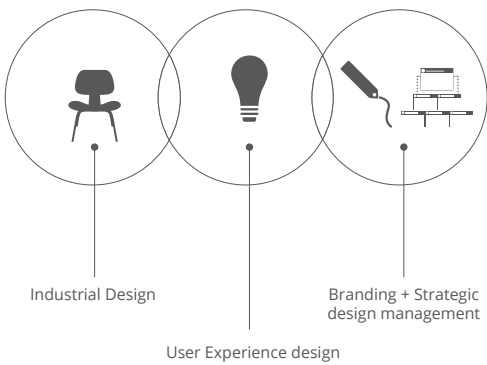 Industrial Design
Branding + Strategic
design management
User Experience design